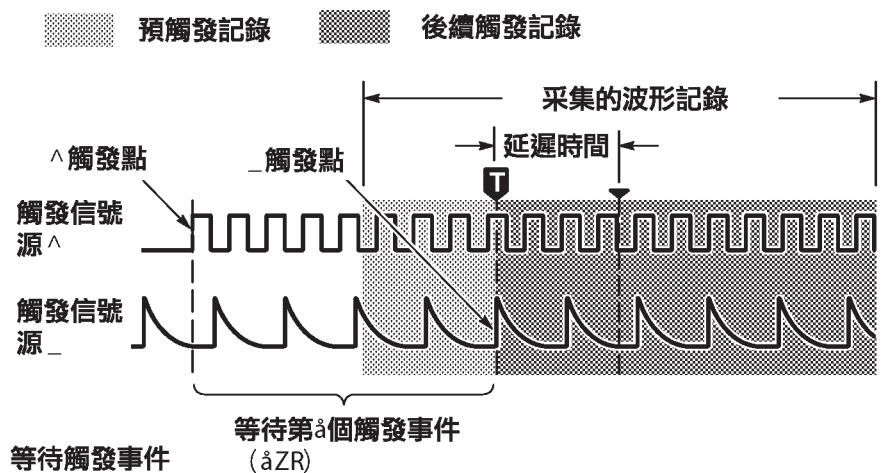 預觸發記錄
後續觸發記錄
采集的波形記錄
延遲時間
^觸發點
_觸發點
T
觸發信號
源^
觸發信號
源_
等待第å個觸發事件
(åZR)
等待觸發事件